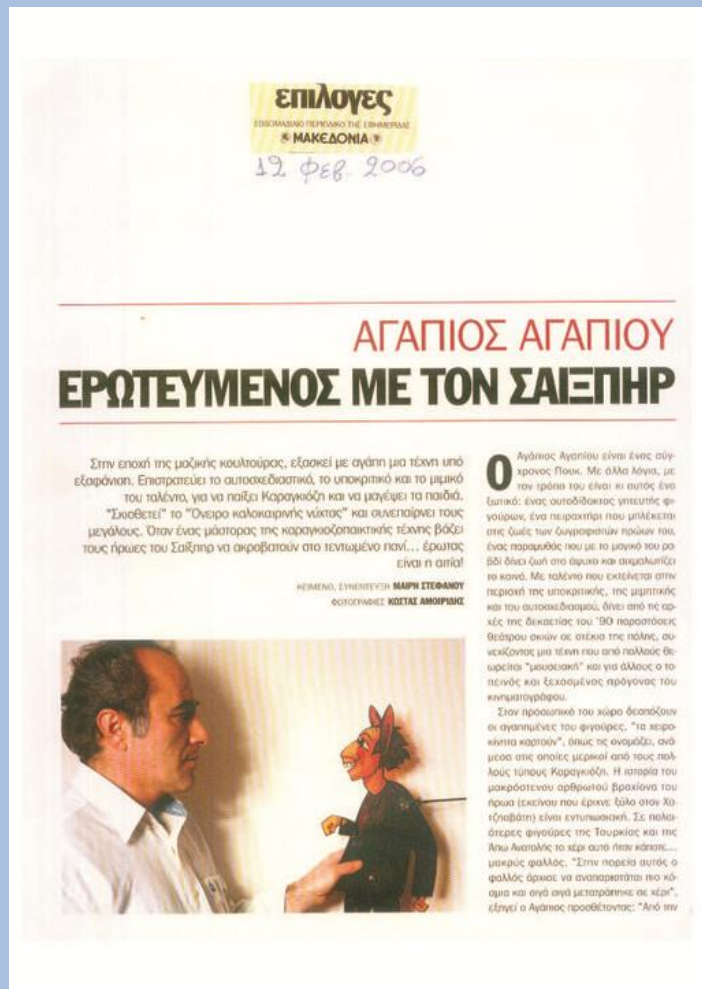 επιλογες
ΕΒΔΟΜΑΔΙΑΙΟ ΠΕΡΙΟΔΙΚΟ ΤΗΣ ΕΦΗΜΕΡΙΔΑΣ
ΜΑΚΕΔΟΝΙΑ
12 Φεβ. 2006
ΑΓΑΠΙΟΣ ΑΓΑΠΙΟΥ
ΕΡΩΤΕΥΜΕΝΟΣ ΜΕ ΤΟΝ ΣΑΙΞΠΗΡ
Στην εποχή της μαζικής κουλτούρας, εξασκεί με αγάπη μια τέχνη υπό
εξαφάνιση. Επιστρατεύει το αυτοσχεδιαστικό, το υποκριτικό και το μιμικό
του ταλέντο, για να παίξει Καραγκιόζη και να μαγέψει τα παιδιά.
"Σκιοθετεί" το "Όνειρο καλοκαιρινής νύχτας" και συνεπαίρνει τους
μεγάλους. Όταν ένας μάστορας της καραγκιοζοπαικτικής τέχνης βάζει
τους ήρωες του Σαίξπηρ να ακροβατούν στο τεντωμένο πανί... έρωτας
είναι η αιτία!
ΚΕΙΜΕΝΟ, ΣΥΝΕΝΤΕΥΞΗ ΜΑΙΡΗ ΣΤΕΦΑΝΟΥ
ΦΩΤΟΓΡΑΦΙΕΣ ΚΩΣΤΑΣ ΑΜΟΙΡΙΔΗΣ
Ο Αγάπιος Αγαπίου είναι ένας σύγ-
χρονος Πουκ. Με άλλα λόγια, με
τον τρόπο του είναι κι αυτός ένα
ξωτικό: ένας αυτοδίδακτος γητευτής φι-
γούρων, ένα πειραχτήρι που μπλέκεται
στις ζωές των ζωγραφιστών ηρώων του,
ένας παραμυθάς που με το μαγικό του ρα-
βδί δίνει ζωή στο άψυχο και αιχμαλωτίζει
το κοινό. Με ταλέντο που εκτείνεται στην
περιοχή της υποκριτικής, της μιμητικής
και του αυτοσχεδιασμού, δίνει από τις αρ-
χές της δεκαετίας του '90 παραστάσεις
θεάτρου σκιών σε στέκια της πόλης, συ-
νεχίζοντας μια τέχνη που από πολλούς θε-
ωρείται "μουσειακή" και για άλλους ο τα-
πεινός και ξεχασμένος πρόγονος του
κινηματογράφου.
Στον προσωπικό του χώρο δεσπόζουν
οι αγαπημένες του φιγούρες, "τα χειρο-
κίνητα καρτούν", όπως τις ονομάζει, ανά-
μεσα στις οποίες μερικοί από τους πολ-
λούς τύπους Καραγκιόζη. Η ιστορία του
μακρόστενου αρθρωτού βραχίονα του
ήρωα (εκείνου που έριχνε ξύλο στον Χα-
τζηαβάτη) είναι εντυπωσιακή. Σε παλαι-
ότερες φιγούρες της Τουρκίας και της
Άπω Ανατολής το χέρι αυτό ήταν κάποτε...
μακρύς φαλλός. "Στην πορεία αυτός ο
φαλλός άρχισε να αναπαριστάται πιο κό-
σμια και σιγά σιγά μετατράπηκε σε χέρι",
εξηγεί ο Αγάπιος προσθέτοντας: "Από την